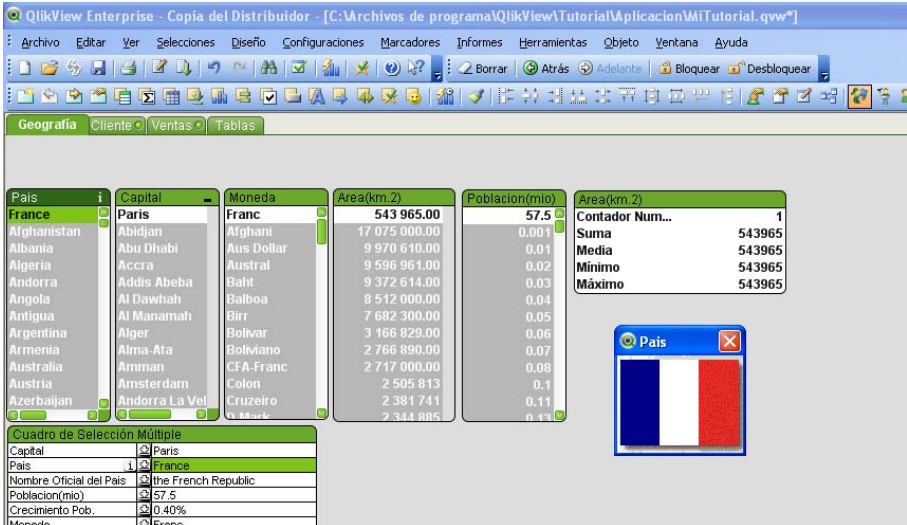 QlikView Enterprise - Copia del Distribuidor - [C:\Archivos de programa\QlikView\Tutorial\Aplicacion\MiTutorial.qvw*]
Archivo Editar Ver Selecciones Diseño Configuraciones Marcadores Informes Herramientas Objeto Ventana Ayuda
Borrar Atrás Adelante Bloquear Desbloquear
Geografía Cliente Ventas Tablas
Pais i Capital Moneda Area(km.2) Poblacion(mio) Area(km.2)
France Paris Franc 543 965.00 57.5 Contador Num... 1
Afghanistan Abidjan Afghani 17 075 000.00 0.001 Suma 543965
Albania Abu Dhabi Aus Dollar 9 970 610.00 0.01 Media 543965
Algeria Accra Austral 9 596 961.00 0.02 Mínimo 543965
Andorra Addis Abeba Baht 9 372 614.00 0.03 Máximo 543965
Angola Al Dawhah Balboa 8 512 000.00 0.04
Antigua Al Manamah Birr 7 682 300.00 0.05
Argentina Alger Bolivar 3 166 829.00 0.06
Armenia Alma-Ata Boliviano 2 766 890.00 0.07 Pais
Australia Amman CFA-Franc 2 717 000.00 0.08
Austria Amsterdam Colon 2 505 813 0.1
Azerbaijan Andorra La Vel Cruzeiro 2 381 741 0.11
D-Mark 2 344 885 0.13
Cuadro de Selección Múltiple
Capital Paris
Pais i France
Nombre Oficial del Pais the French Republic
Poblacion(mio) 57.5
Crecimiento Pob. 0.40%
Moneda Franc